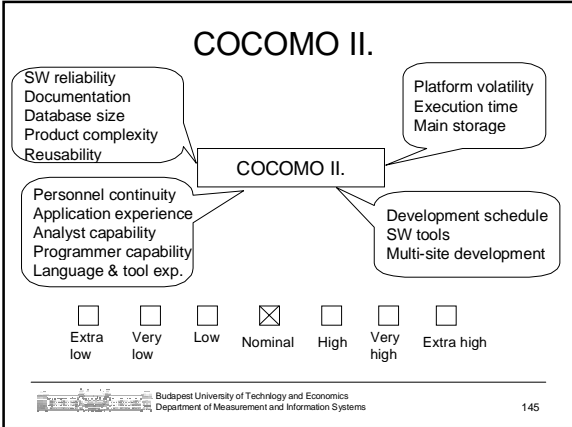 COCOMO II.
SW reliability
Documentation
Database size
Product complexity
Reusability
Platform volatility
Execution time
Main storage
COCOMO II.
Personnel continuity
Application experience
Analyst capability
Programmer capability
Language & tool exp.
Development schedule
SW tools
Multi-site development
Extra low
Very low
Low
Nominal
High
Very high
Extra high
Budapest University of Technlogy and Economics
Department of Measurement and Information Systems
145